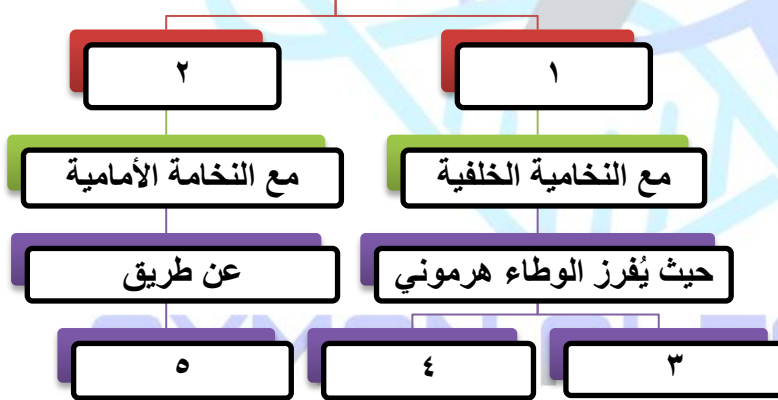 ١
٢
مع النخامية الخلفية
مع النخامة الأمامية
حيث يُفرز الوطاء هرموني
عن طريق
٣
٤
٥